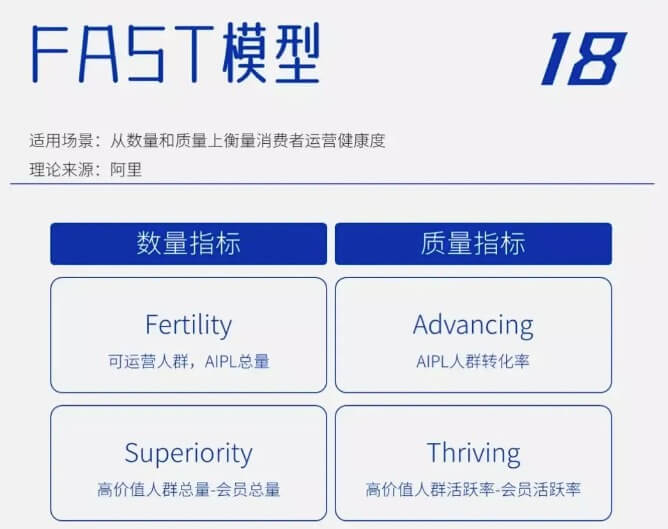 FAST模型
18
适用场景：从数量和质量上衡量消费者运营健康度
理论来源：阿里
数量指标
质量指标
Fertility
可运营人群，AIPL总量
Advancing
AIPL人群转化率
Superiority
高价值人群总量-会员总量
Thriving
高价值人群活跃率-会员活跃率